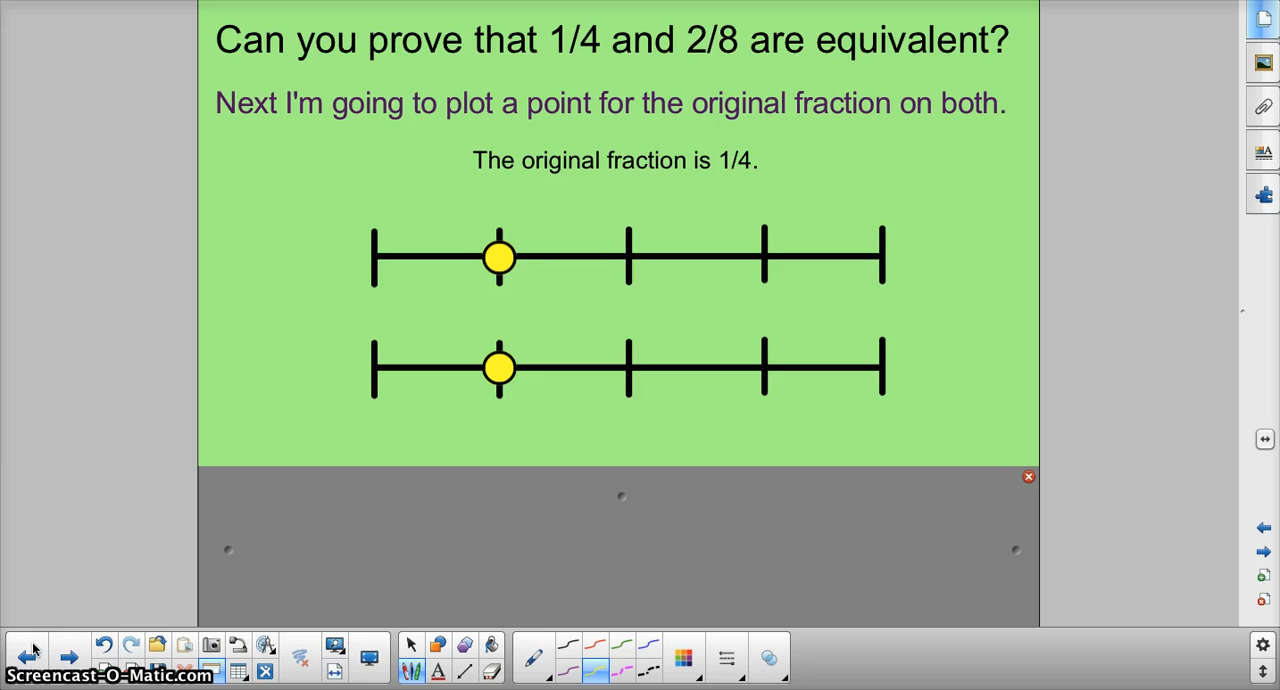 Can you prove that 1/4 and 2/8 are equivalent?
Next I'm going to plot a point for the original fraction on both.
The original fraction is 1/4.
Screencast-O-Matic.com